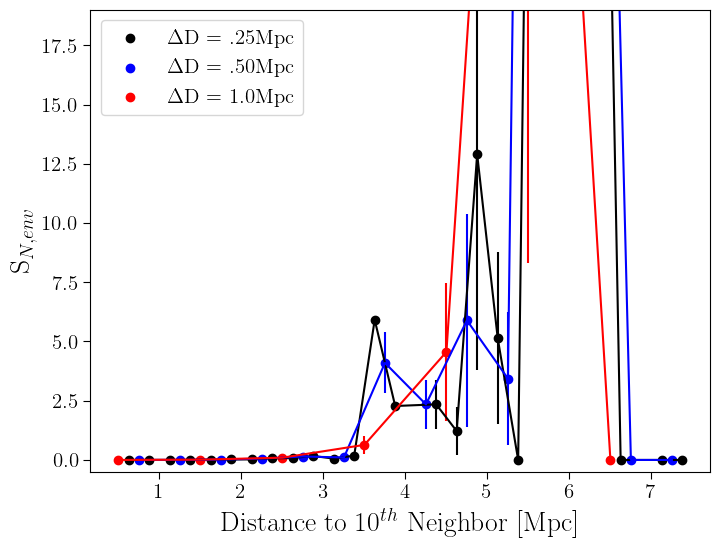 ΔD = .25Mpc
ΔD = .50Mpc
ΔD = 1.0Mpc
17.5
15.0
12.5
10.0
7.5
5.0
2.5
0.0
S_{N,env}
1 2 3 4 5 6 7
Distance to 10^{th} Neighbor [Mpc]